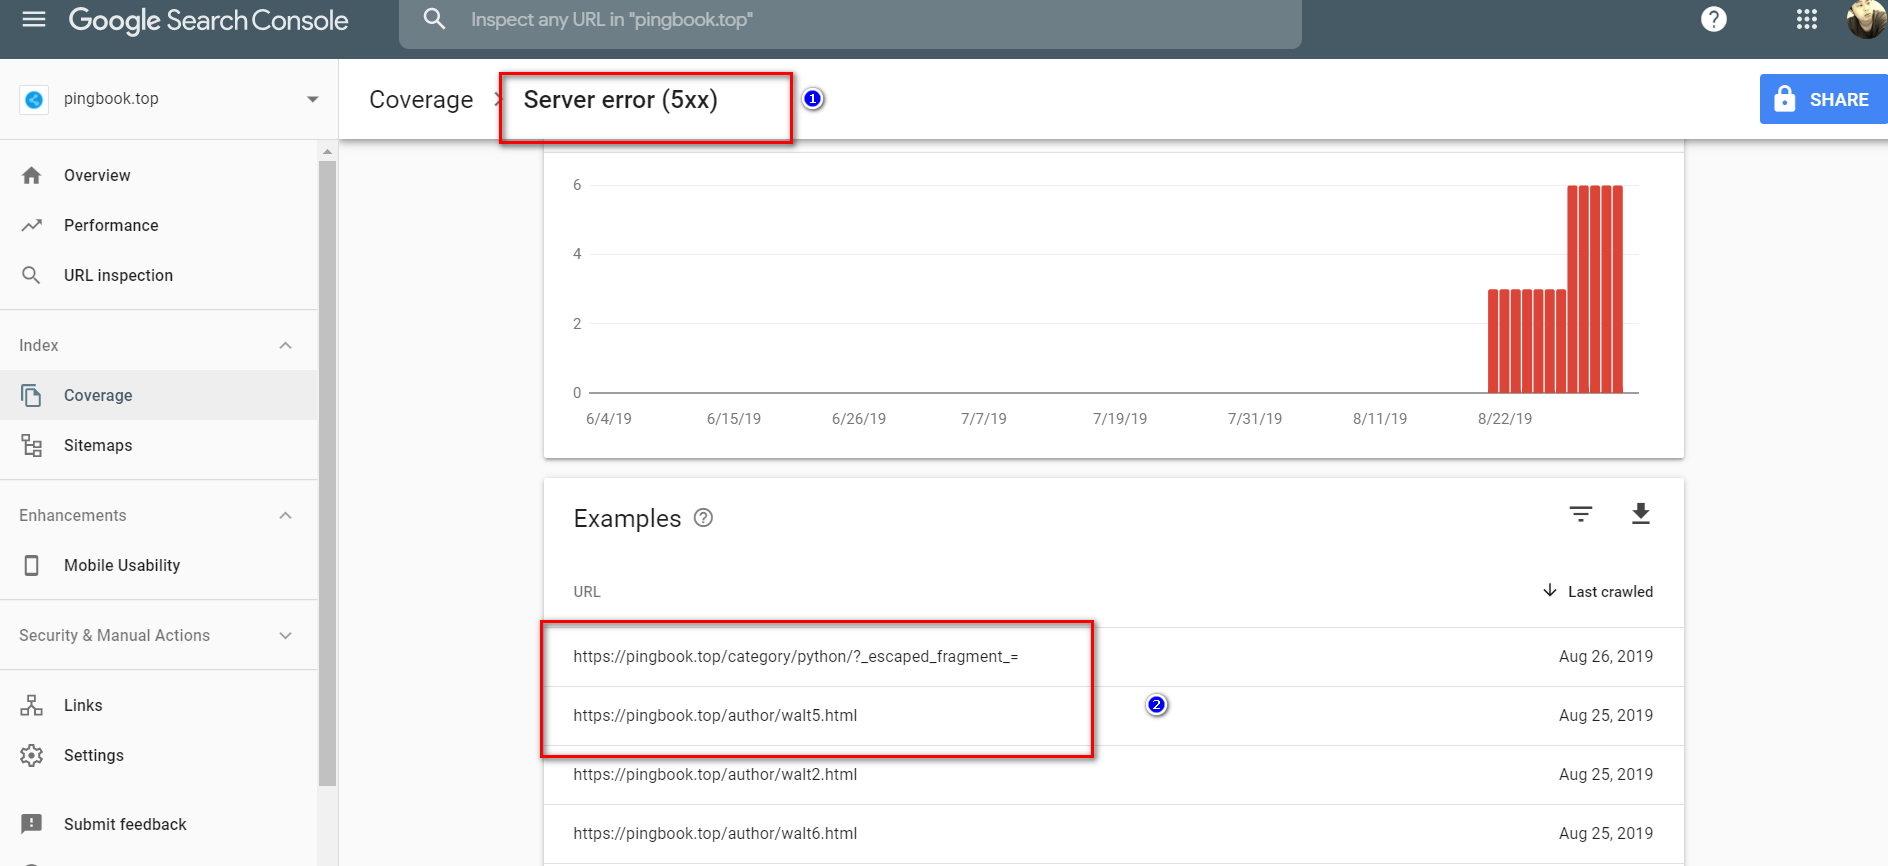 Google Search Console
Inspect any URL in "pingbook.top"
?
pingbook.top
Coverage
Server error (5xx)
1
SHARE
Overview
Performance
URL inspection
Index
Coverage
Sitemaps
Enhancements
Mobile Usability
Security & Manual Actions
Links
Settings
Submit feedback
6
4
2
0
6/4/19 6/15/19 6/26/19 7/7/19 7/19/19 7/31/19 8/11/19 8/22/19
Examples ?
URL Last crawled
https://pingbook.top/category/python/?_escaped_fragment_= Aug 26, 2019
2
https://pingbook.top/author/walt5.html Aug 25, 2019
https://pingbook.top/author/walt2.html Aug 25, 2019
https://pingbook.top/author/walt6.html Aug 25, 2019